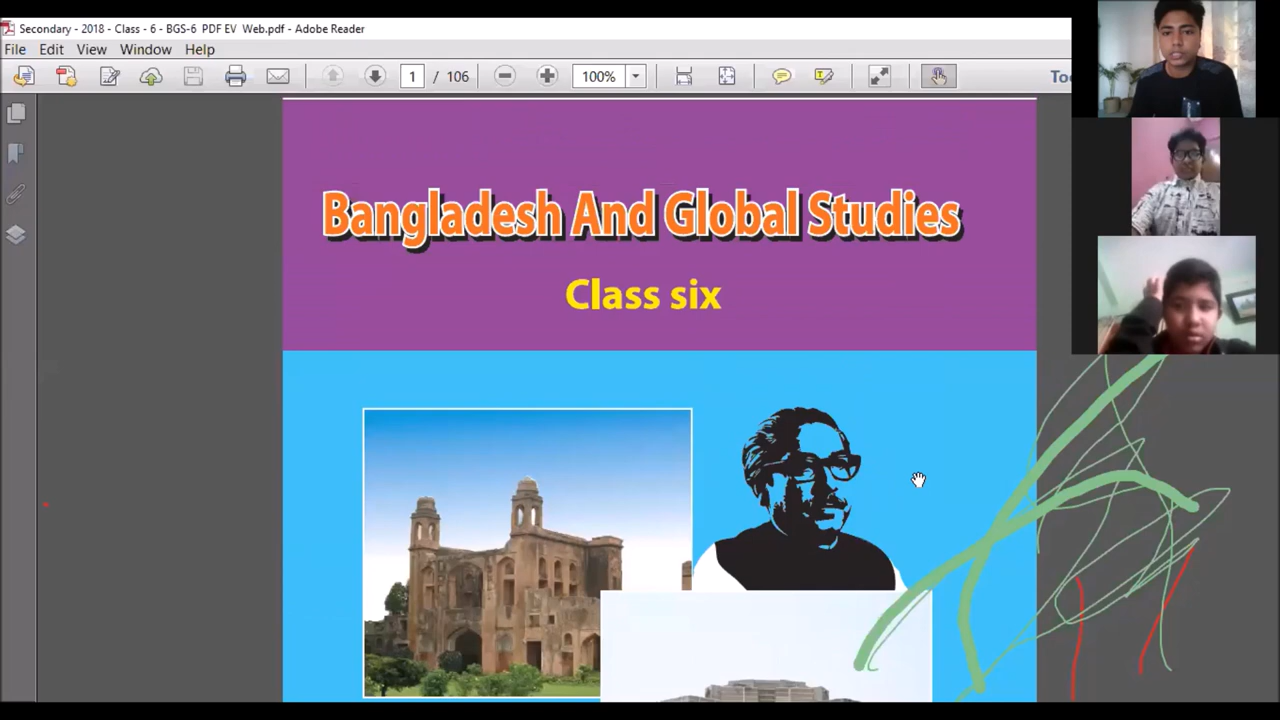 Secondary - 2018 - Class - 6 - BGS-6 PDF EV Web.pdf - Adobe Reader
File Edit View Window Help
1 / 106 100%
Bangladesh And Global Studies
Class six